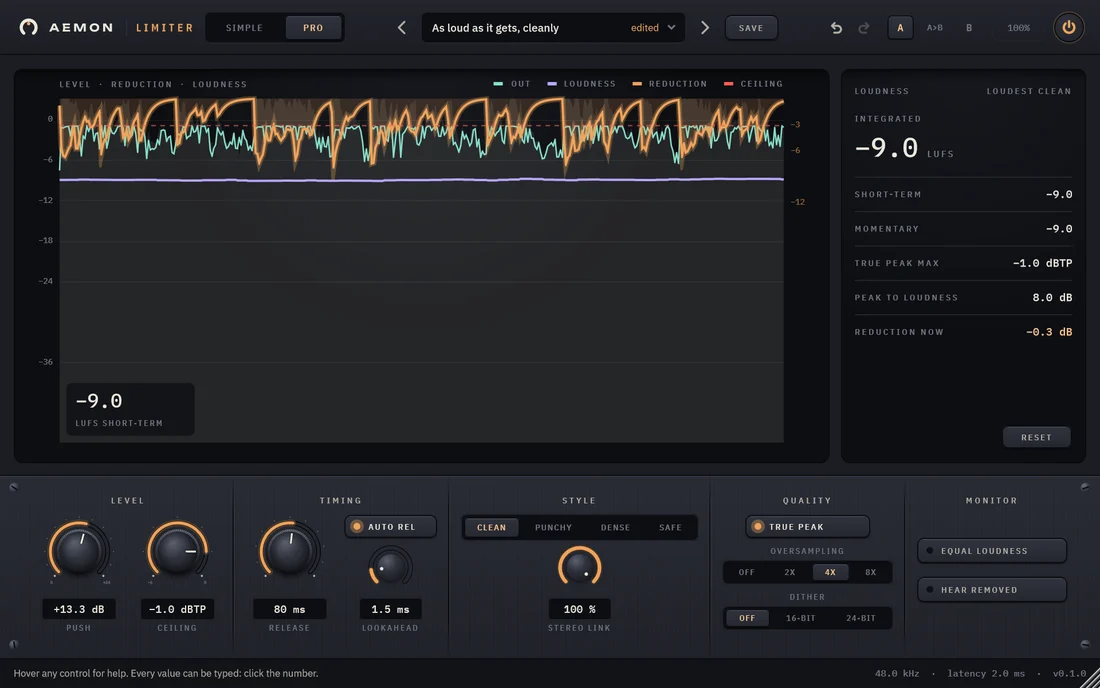 AEMON LIMITER SIMPLE PRO As loud as it gets, cleanly edited SAVE A A>B B 100%
LEVEL · REDUCTION · LOUDNESS OUT LOUDNESS REDUCTION CEILING
0
−6
−12
−18
−24
−36
−3
−6
−12
−9.0
LUFS SHORT-TERM
LOUDNESS LOUDEST CLEAN
INTEGRATED
−9.0 LUFS
SHORT-TERM −9.0
MOMENTARY −9.0
TRUE PEAK MAX −1.0 dBTP
PEAK TO LOUDNESS 8.0 dB
REDUCTION NOW −0.3 dB
RESET
LEVEL
+13.3 dB −1.0 dBTP
PUSH CEILING
TIMING
AUTO REL
80 ms 1.5 ms
RELEASE LOOKAHEAD
STYLE
CLEAN PUNCHY DENSE SAFE
100 %
STEREO LINK
QUALITY
TRUE PEAK
OVERSAMPLING
OFF 2X 4X 8X
DITHER
OFF 16-BIT 24-BIT
MONITOR
EQUAL LOUDNESS
HEAR REMOVED
Hover any control for help. Every value can be typed: click the number. 48.0 kHz · latency 2.0 ms · v0.1.0